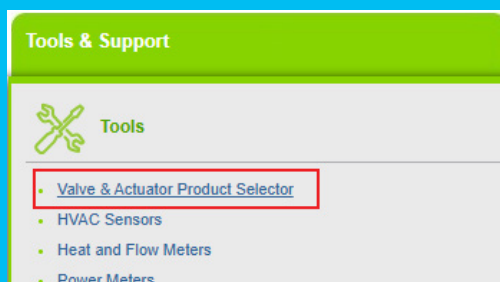 Tools & Support
Tools
Valve & Actuator Product Selector
HVAC Sensors
Heat and Flow Meters
Power Meters